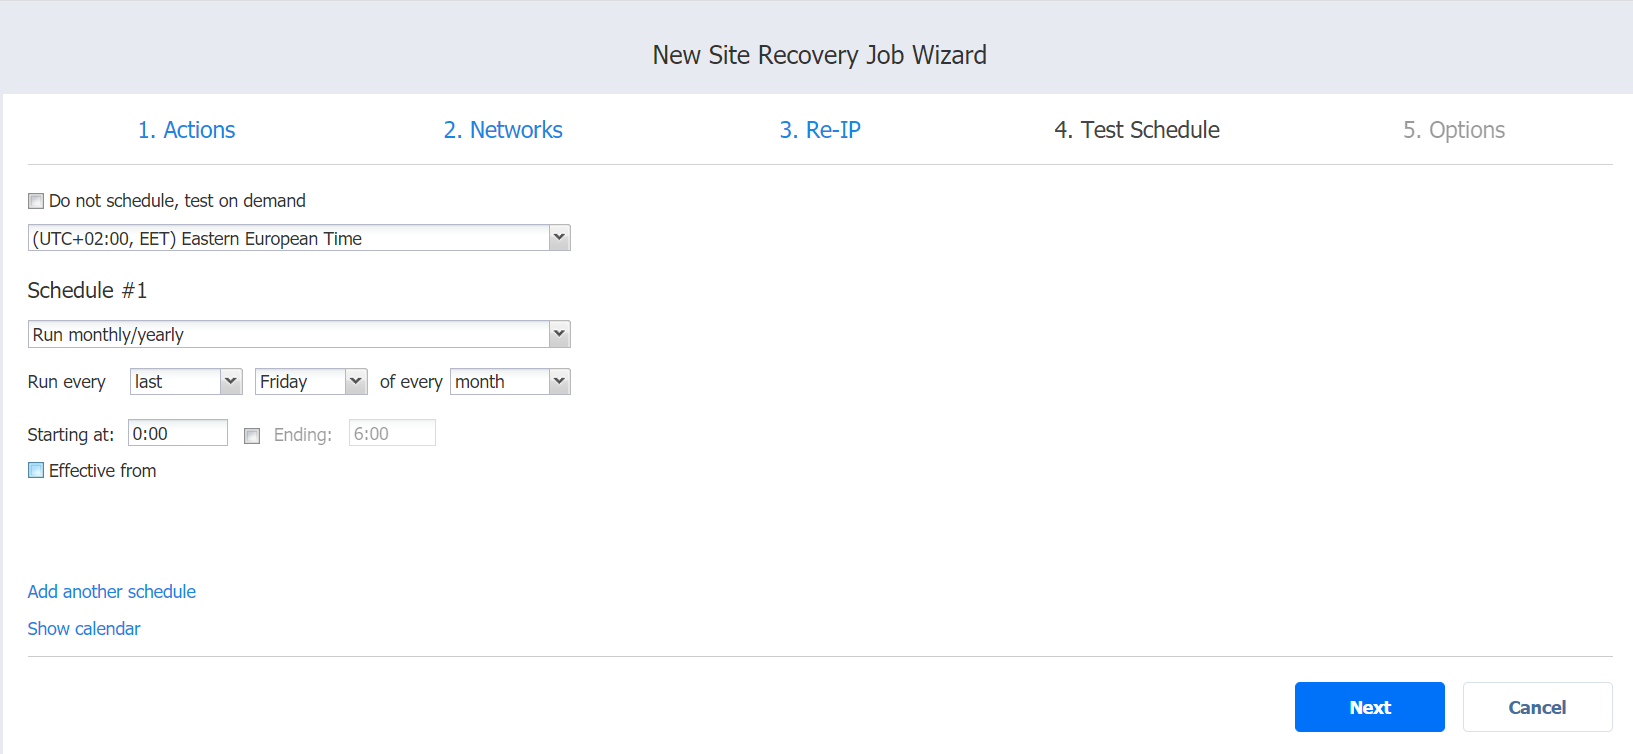 New Site Recovery Job Wizard
1. Actions 2. Networks 3. Re-IP 4. Test Schedule 5. Options
Do not schedule, test on demand
(UTC+02:00, EET) Eastern European Time
Schedule #1
Run monthly/yearly
Run every last Friday of every month
Starting at: 0:00 Ending: 6:00
Effective from
Add another schedule
Show calendar
Next Cancel